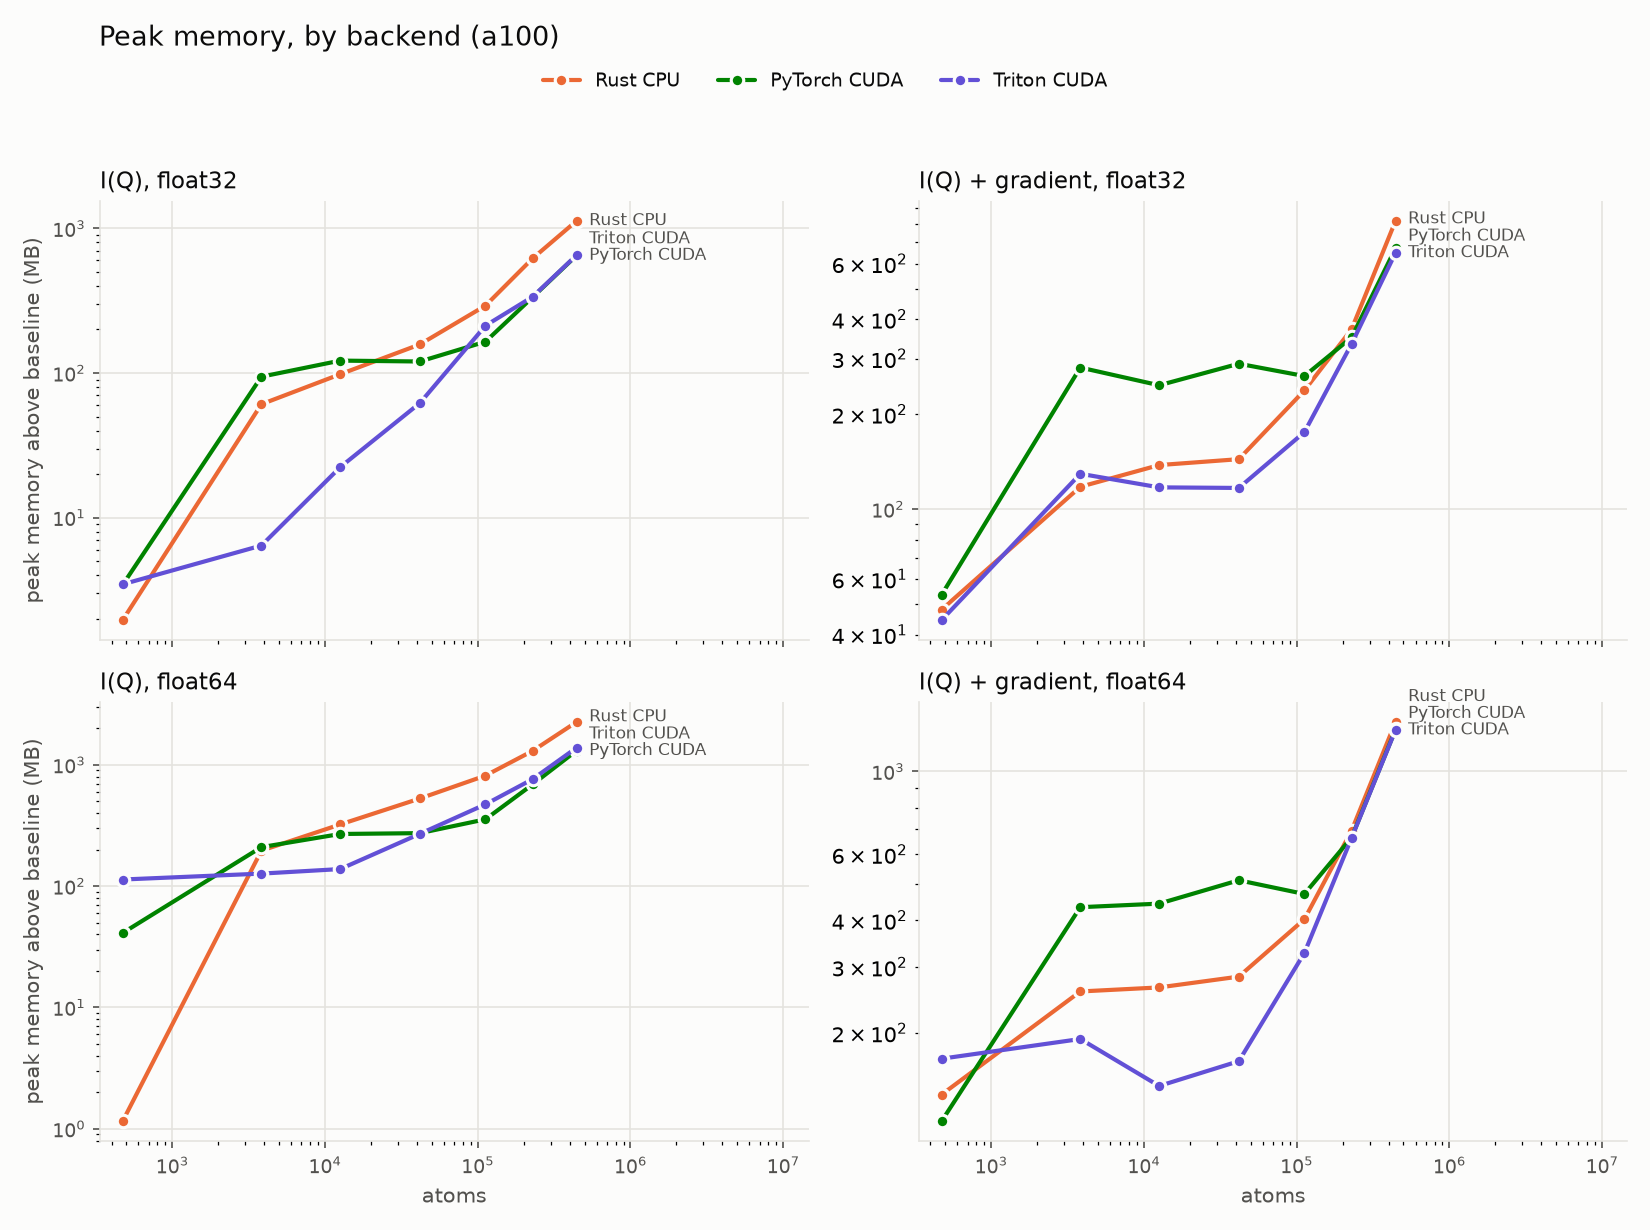 Peak memory, by backend (a100)
Rust CPU PyTorch CUDA Triton CUDA
I(Q), float32
peak memory above baseline (MB)
10³
10²
10¹
Rust CPU
Triton CUDA
PyTorch CUDA
I(Q) + gradient, float32
6 × 10²
4 × 10²
3 × 10²
2 × 10²
10²
6 × 10¹
4 × 10¹
Rust CPU
PyTorch CUDA
Triton CUDA
I(Q), float64
peak memory above baseline (MB)
10³
10²
10¹
10⁰
Rust CPU
Triton CUDA
PyTorch CUDA
10³ 10⁴ 10⁵ 10⁶ 10⁷
atoms
I(Q) + gradient, float64
10³
6 × 10²
4 × 10²
3 × 10²
2 × 10²
Rust CPU
PyTorch CUDA
Triton CUDA
10³ 10⁴ 10⁵ 10⁶ 10⁷
atoms